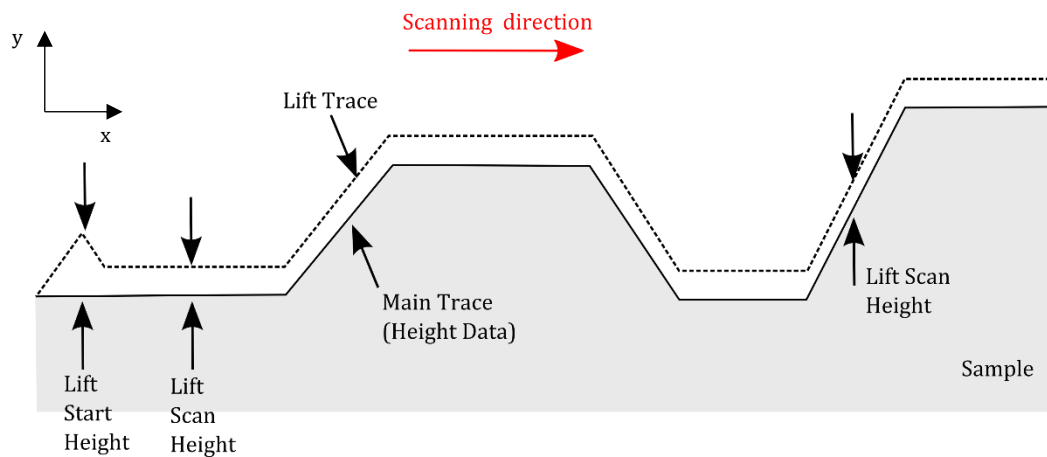 Scanning direction
y
x
Lift Trace
Main Trace
(Height Data)
Lift Scan
Height
Lift
Start
Height
Lift
Scan
Height
Sample